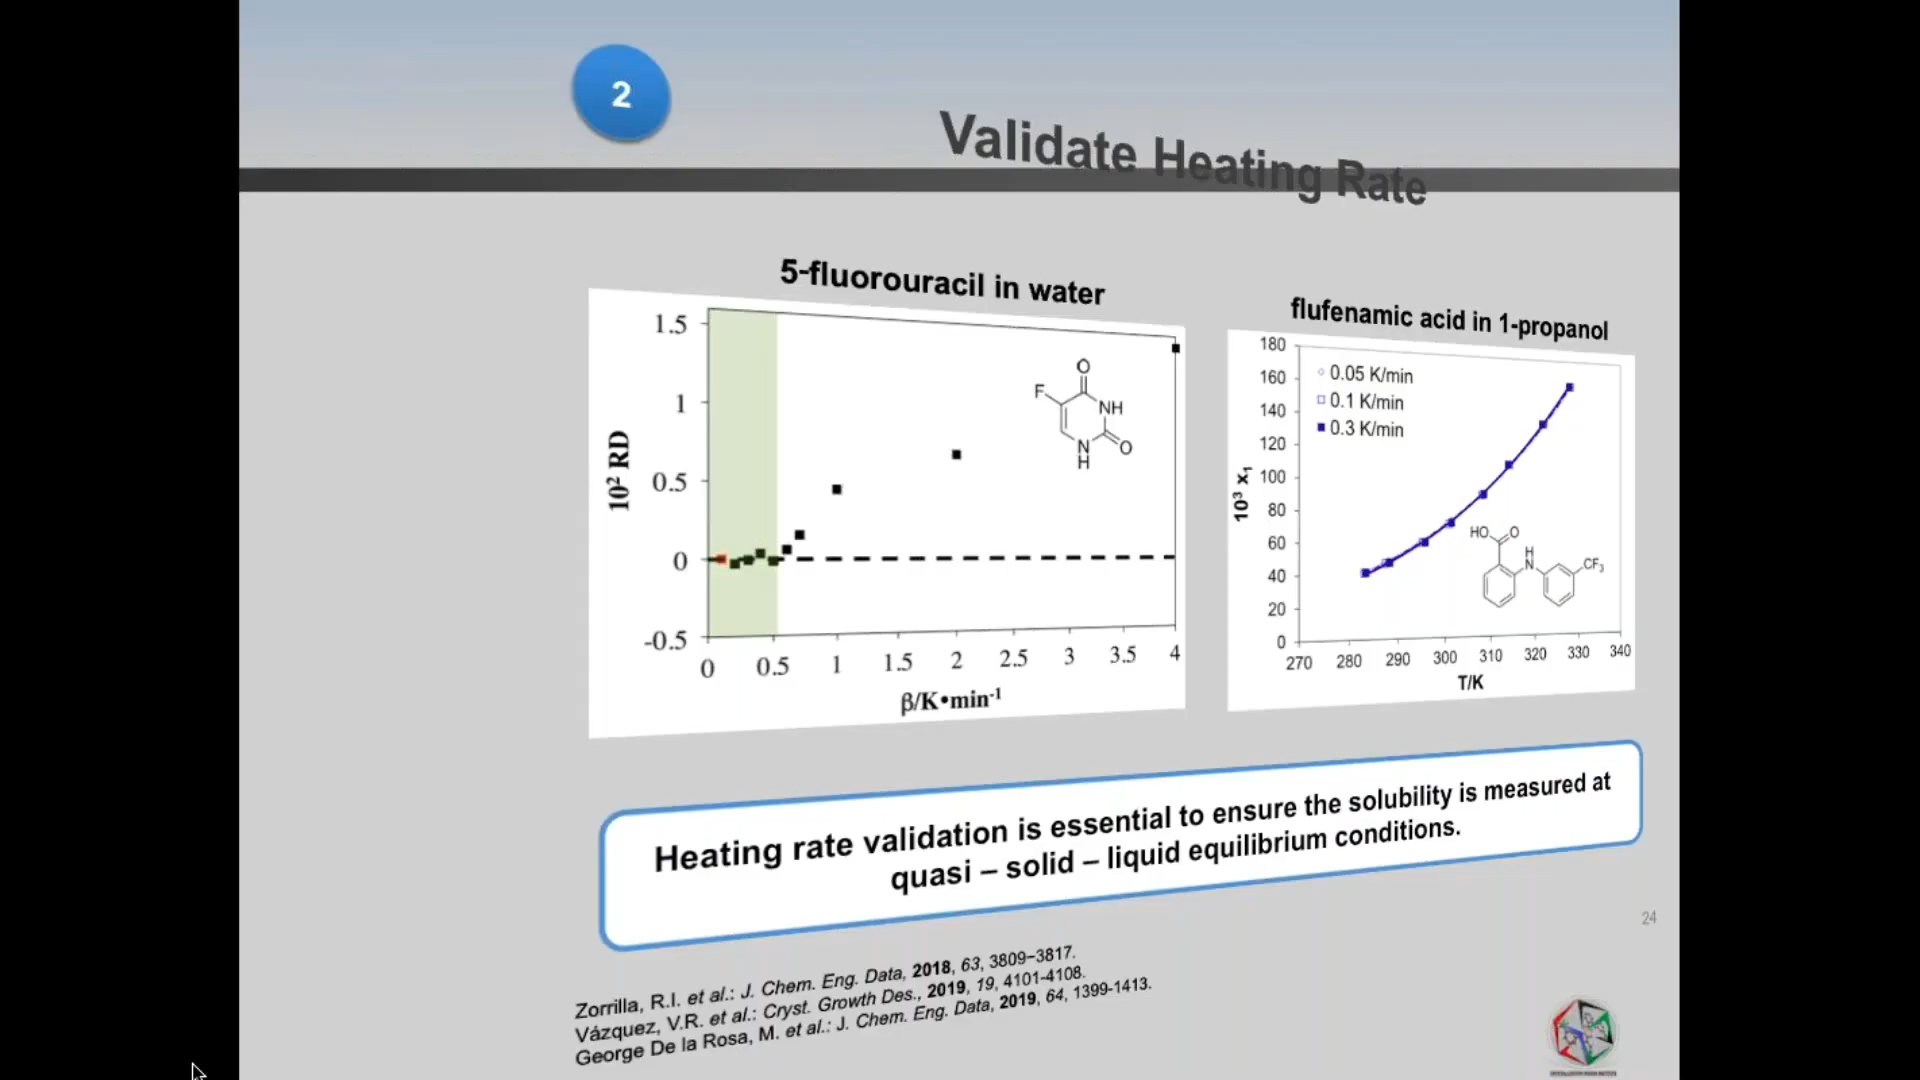 2
Validate Heating Rate
5-fluorouracil in water
1.5
1
0.5
0
-0.5
10² RD
0
0.5
1
1.5
2
2.5
3
3.5
4
β/K•min⁻¹
F
O
NH
O
N
H
flufenamic acid in 1-propanol
180
160
140
120
100
80
60
40
20
0
10³ x₁
0.05 K/min
0.1 K/min
0.3 K/min
HO
O
H
N
CF₃
270
280
290
300
310
320
330
340
T/K
Heating rate validation is essential to ensure the solubility is measured at
quasi – solid – liquid equilibrium conditions.
24
Zorrilla, R.I. et al.: J. Chem. Eng. Data, 2018, 63, 3809−3817.
Vázquez, V.R. et al.: Cryst. Growth Des., 2019, 19, 4101-4108.
George De la Rosa, M. et al.: J. Chem. Eng. Data, 2019, 64, 1399-1413.